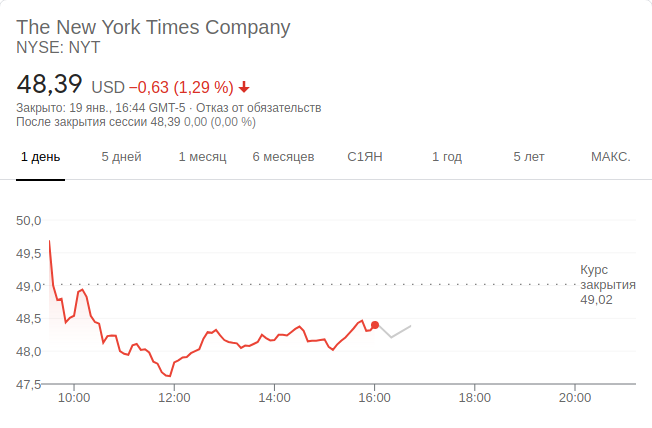 The New York Times Company
NYSE: NYT
48,39 USD −0,63 (1,29 %)
Закрыто: 19 янв., 16:44 GMT-5 · Отказ от обязательств
После закрытия сессии 48,39 0,00 (0,00 %)
1 день 5 дней 1 месяц 6 месяцев С1ЯН 1 год 5 лет МАКС.
50,0
49,5
49,0
48,5
48,0
47,5
Курс
закрытия
49,02
10:00 12:00 14:00 16:00 18:00 20:00